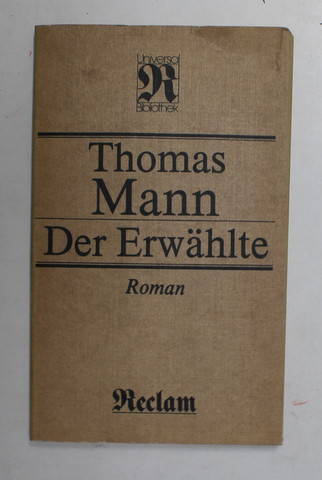 Universal
R
Bibliothek
Thomas
Mann
Der Erwählte
Roman
Reclam